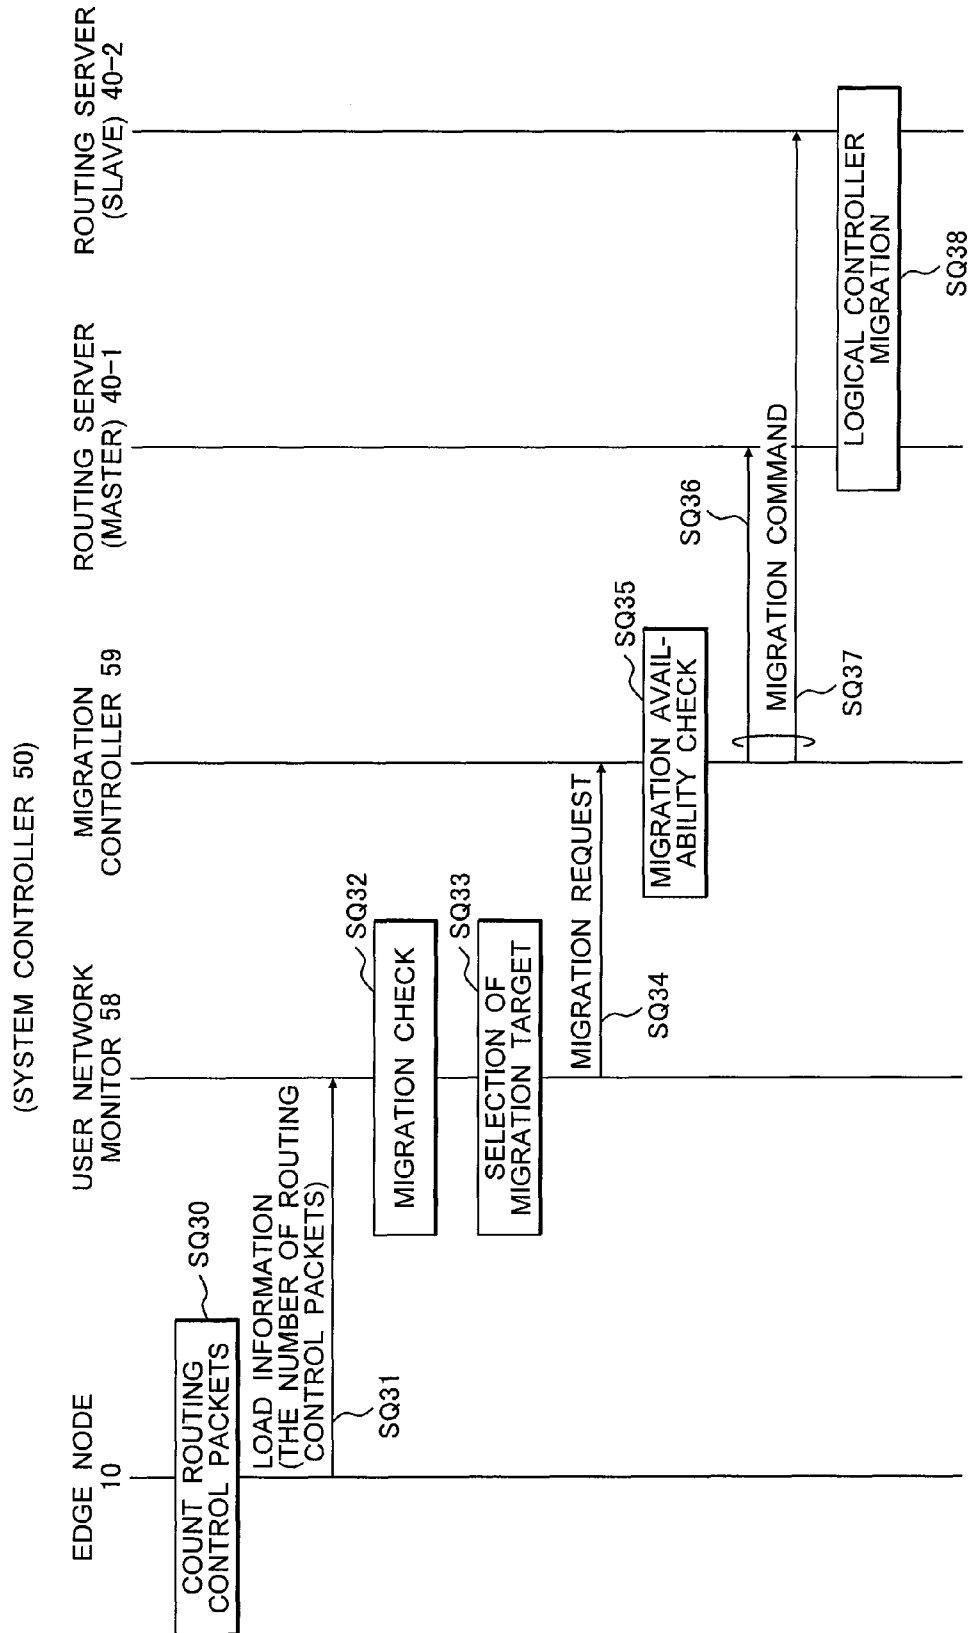 (SYSTEM CONTROLLER 50)
EDGE NODE
10
USER NETWORK
MONITOR 58
MIGRATION
CONTROLLER 59
ROUTING SERVER
(MASTER) 40-1
ROUTING SERVER
(SLAVE) 40-2
COUNT ROUTING
CONTROL PACKETS
SQ30
LOAD INFORMATION
(THE NUMBER OF ROUTING
CONTROL PACKETS)
SQ31
MIGRATION CHECK
SQ32
SELECTION OF
MIGRATION TARGET
SQ33
MIGRATION REQUEST
SQ34
MIGRATION AVAIL-
ABILITY CHECK
SQ35
SQ36
MIGRATION COMMAND
SQ37
LOGICAL CONTROLLER
MIGRATION
SQ38